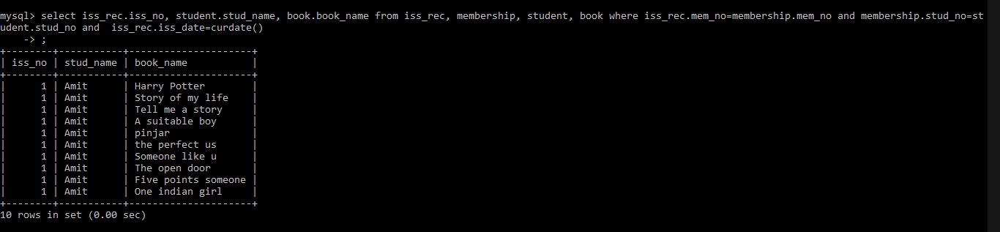 mysql> select iss_rec.iss_no, student.stud_name, book.book_name from iss_rec, membership, student, book where iss_rec.mem_no=membership.mem_no and membership.stud_no=st
udent.stud_no and  iss_rec.iss_date=curdate()
    -> ;
+--------+-----------+---------------------+
| iss_no | stud_name | book_name           |
+--------+-----------+---------------------+
|      1 | Amit      | Harry Potter        |
|      1 | Amit      | Story of my life    |
|      1 | Amit      | Tell me a story     |
|      1 | Amit      | A suitable boy      |
|      1 | Amit      | pinjar              |
|      1 | Amit      | the perfect us      |
|      1 | Amit      | Someone like u      |
|      1 | Amit      | The open door       |
|      1 | Amit      | Five points someone |
|      1 | Amit      | One indian girl     |
+--------+-----------+---------------------+
10 rows in set (0.00 sec)